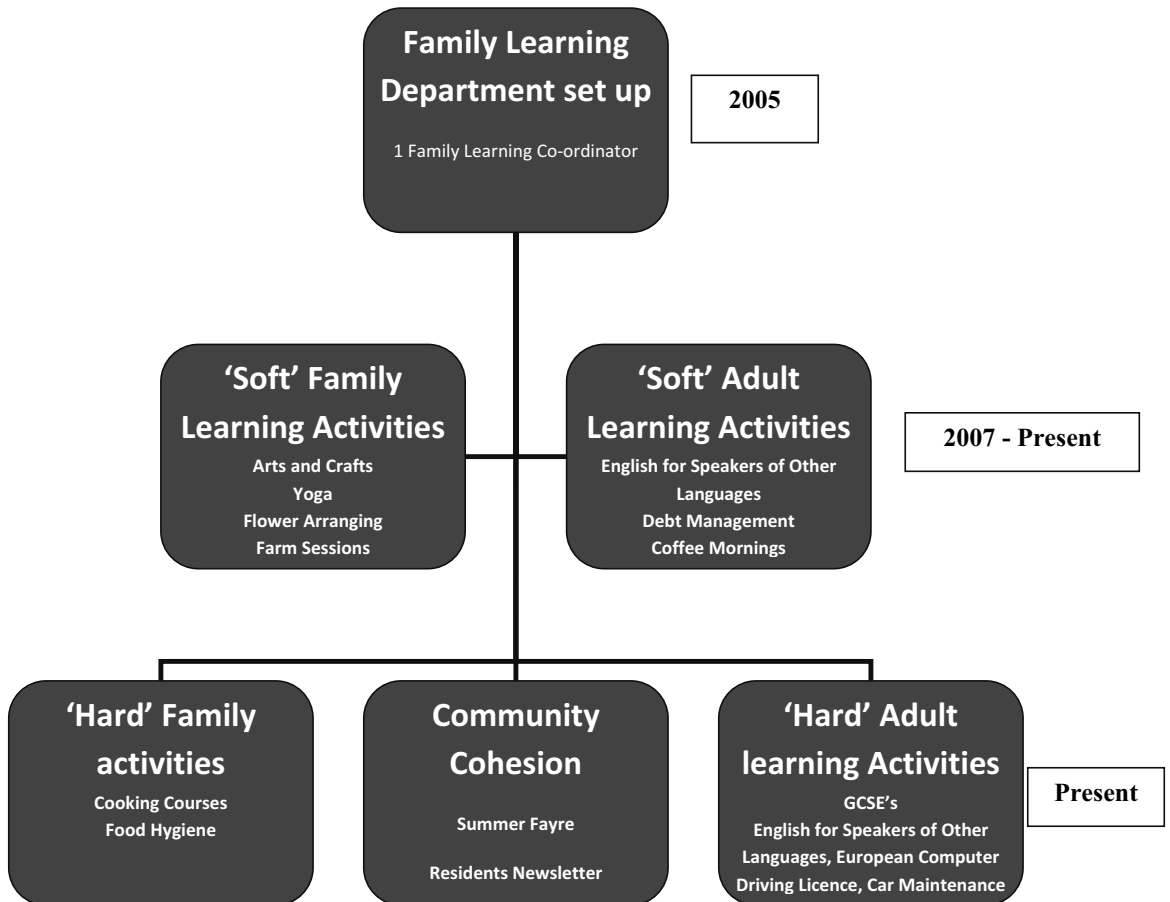 Family Learning
Department set up
1 Family Learning Co-ordinator
2005
‘Soft’ Family
Learning Activities
Arts and Crafts
Yoga
Flower Arranging
Farm Sessions
‘Soft’ Adult
Learning Activities
English for Speakers of Other
Languages
Debt Management
Coffee Mornings
2007 - Present
‘Hard’ Family
activities
Cooking Courses
Food Hygiene
Community
Cohesion
Summer Fayre
Residents Newsletter
‘Hard’ Adult
learning Activities
GCSE’s
English for Speakers of Other
Languages, European Computer
Driving Licence, Car Maintenance
Present